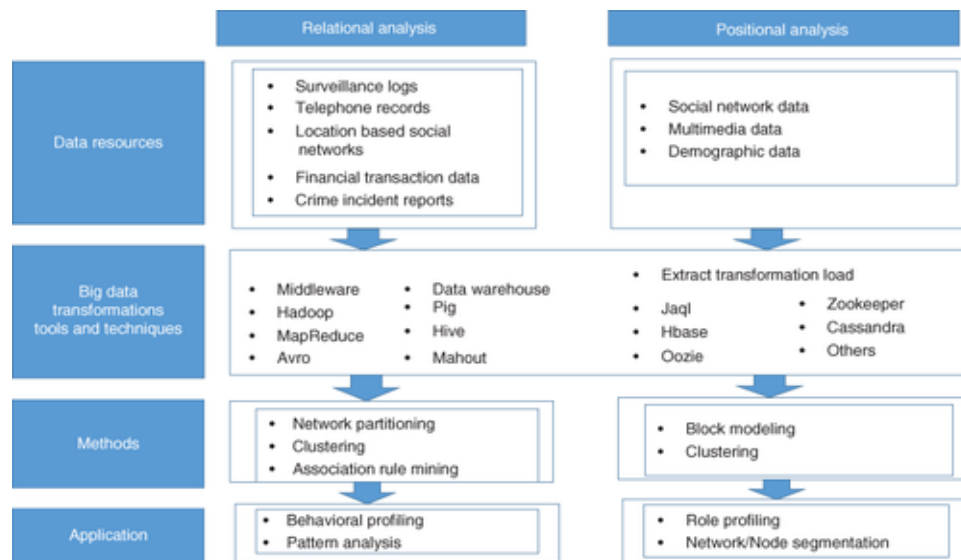 Relational analysis
Positional analysis
Data resources
• Surveillance logs
• Telephone records
• Location based social
networks
• Financial transaction data
• Crime incident reports
• Social network data
• Multimedia data
• Demographic data
Big data
transformations
tools and techniques
• Middleware
• Hadoop
• MapReduce
• Avro
• Data warehouse
• Pig
• Hive
• Mahout
• Extract transformation load
• Jaql
• Hbase
• Oozie
• Zookeeper
• Cassandra
• Others
Methods
• Network partitioning
• Clustering
• Association rule mining
• Block modeling
• Clustering
Application
• Behavioral profiling
• Pattern analysis
• Role profiling
• Network/Node segmentation